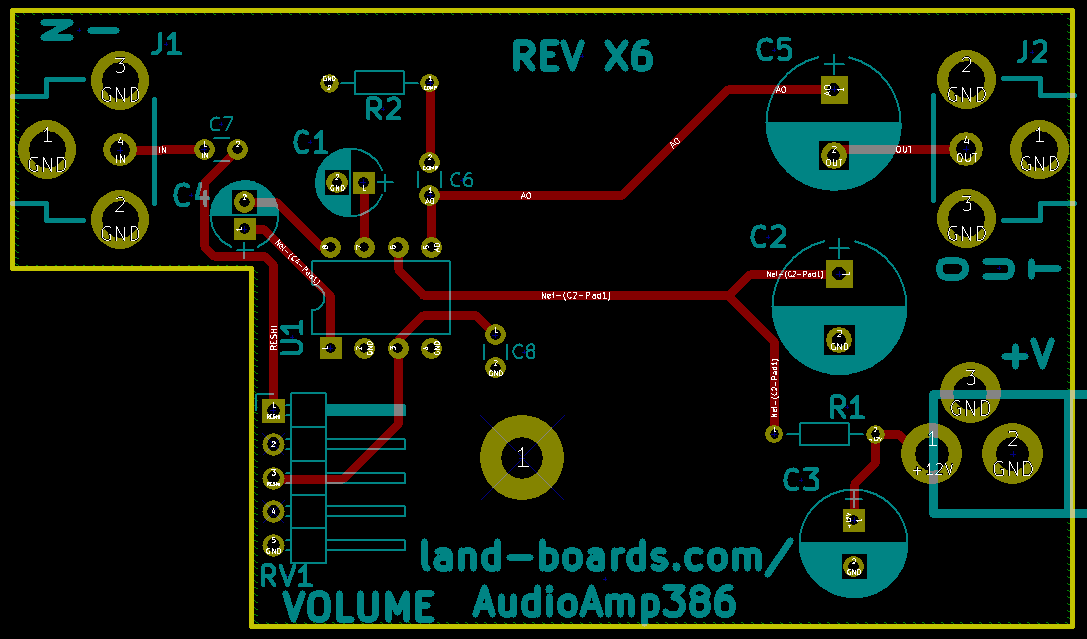 IN
J1
REV X6
C5
J2
3
GND
1
GND
4
IN
2
GND
IN
C7
1
IN
2
GND
2
1
COMP
R2
C1
GND
1
2
COMP
C6
1
AO
AO
AO
AO
AO
1
2
OUT
OUT
2
GND
4
OUT
1
GND
3
GND
OUT
C4
2
1
Net-(C4-Pad1)
8
7
6
5
AO
C2
Net-(C2-Pad1)
Net-(C2-Pad1)
Net-(C2-Pad1)
1
GND
RESHI
U1
1
2
GND
3
4
GND
1
C8
2
GND
+V
3
GND
1
+12V
2
GND
R1
1
2
C3
1
GND
1
2
3
4
5
GND
RV1
1
land-boards.com/
VOLUME
AudioAmp386